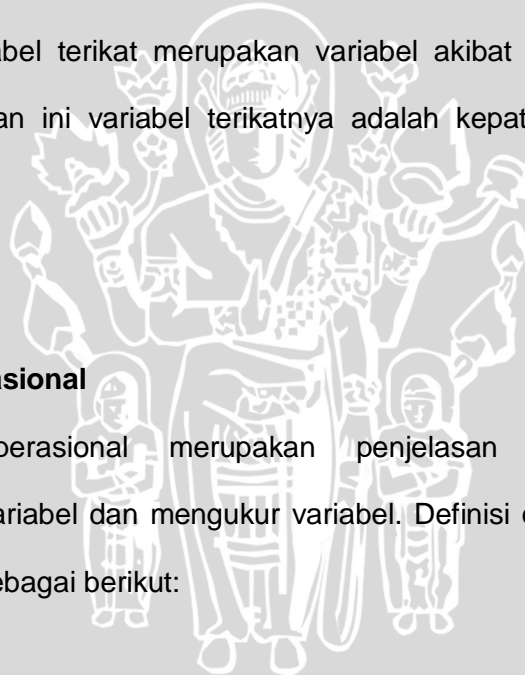 abel terikat merupakan variabel akibat
an ini variabel terikatnya adalah kepat
asional
perasional merupakan penjelasan
ariabel dan mengukur variabel. Definisi
ebagai berikut: